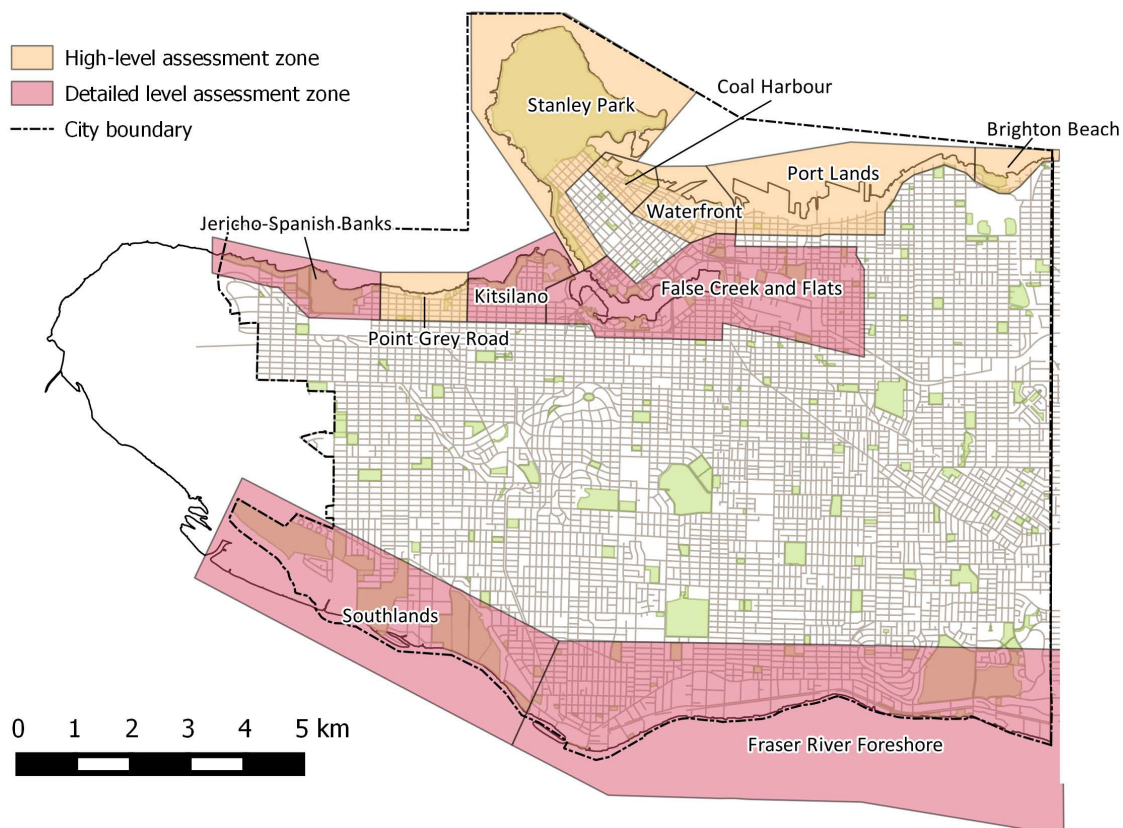 High-level assessment zone
Detailed level assessment zone
City boundary
Coal Harbour
Stanley Park
Brighton Beach
Port Lands
Waterfront
Jericho-Spanish Banks
False Creek and Flats
Kitsilano
Point Grey Road
Southlands
0 1 2 3 4 5 km
Fraser River Foreshore